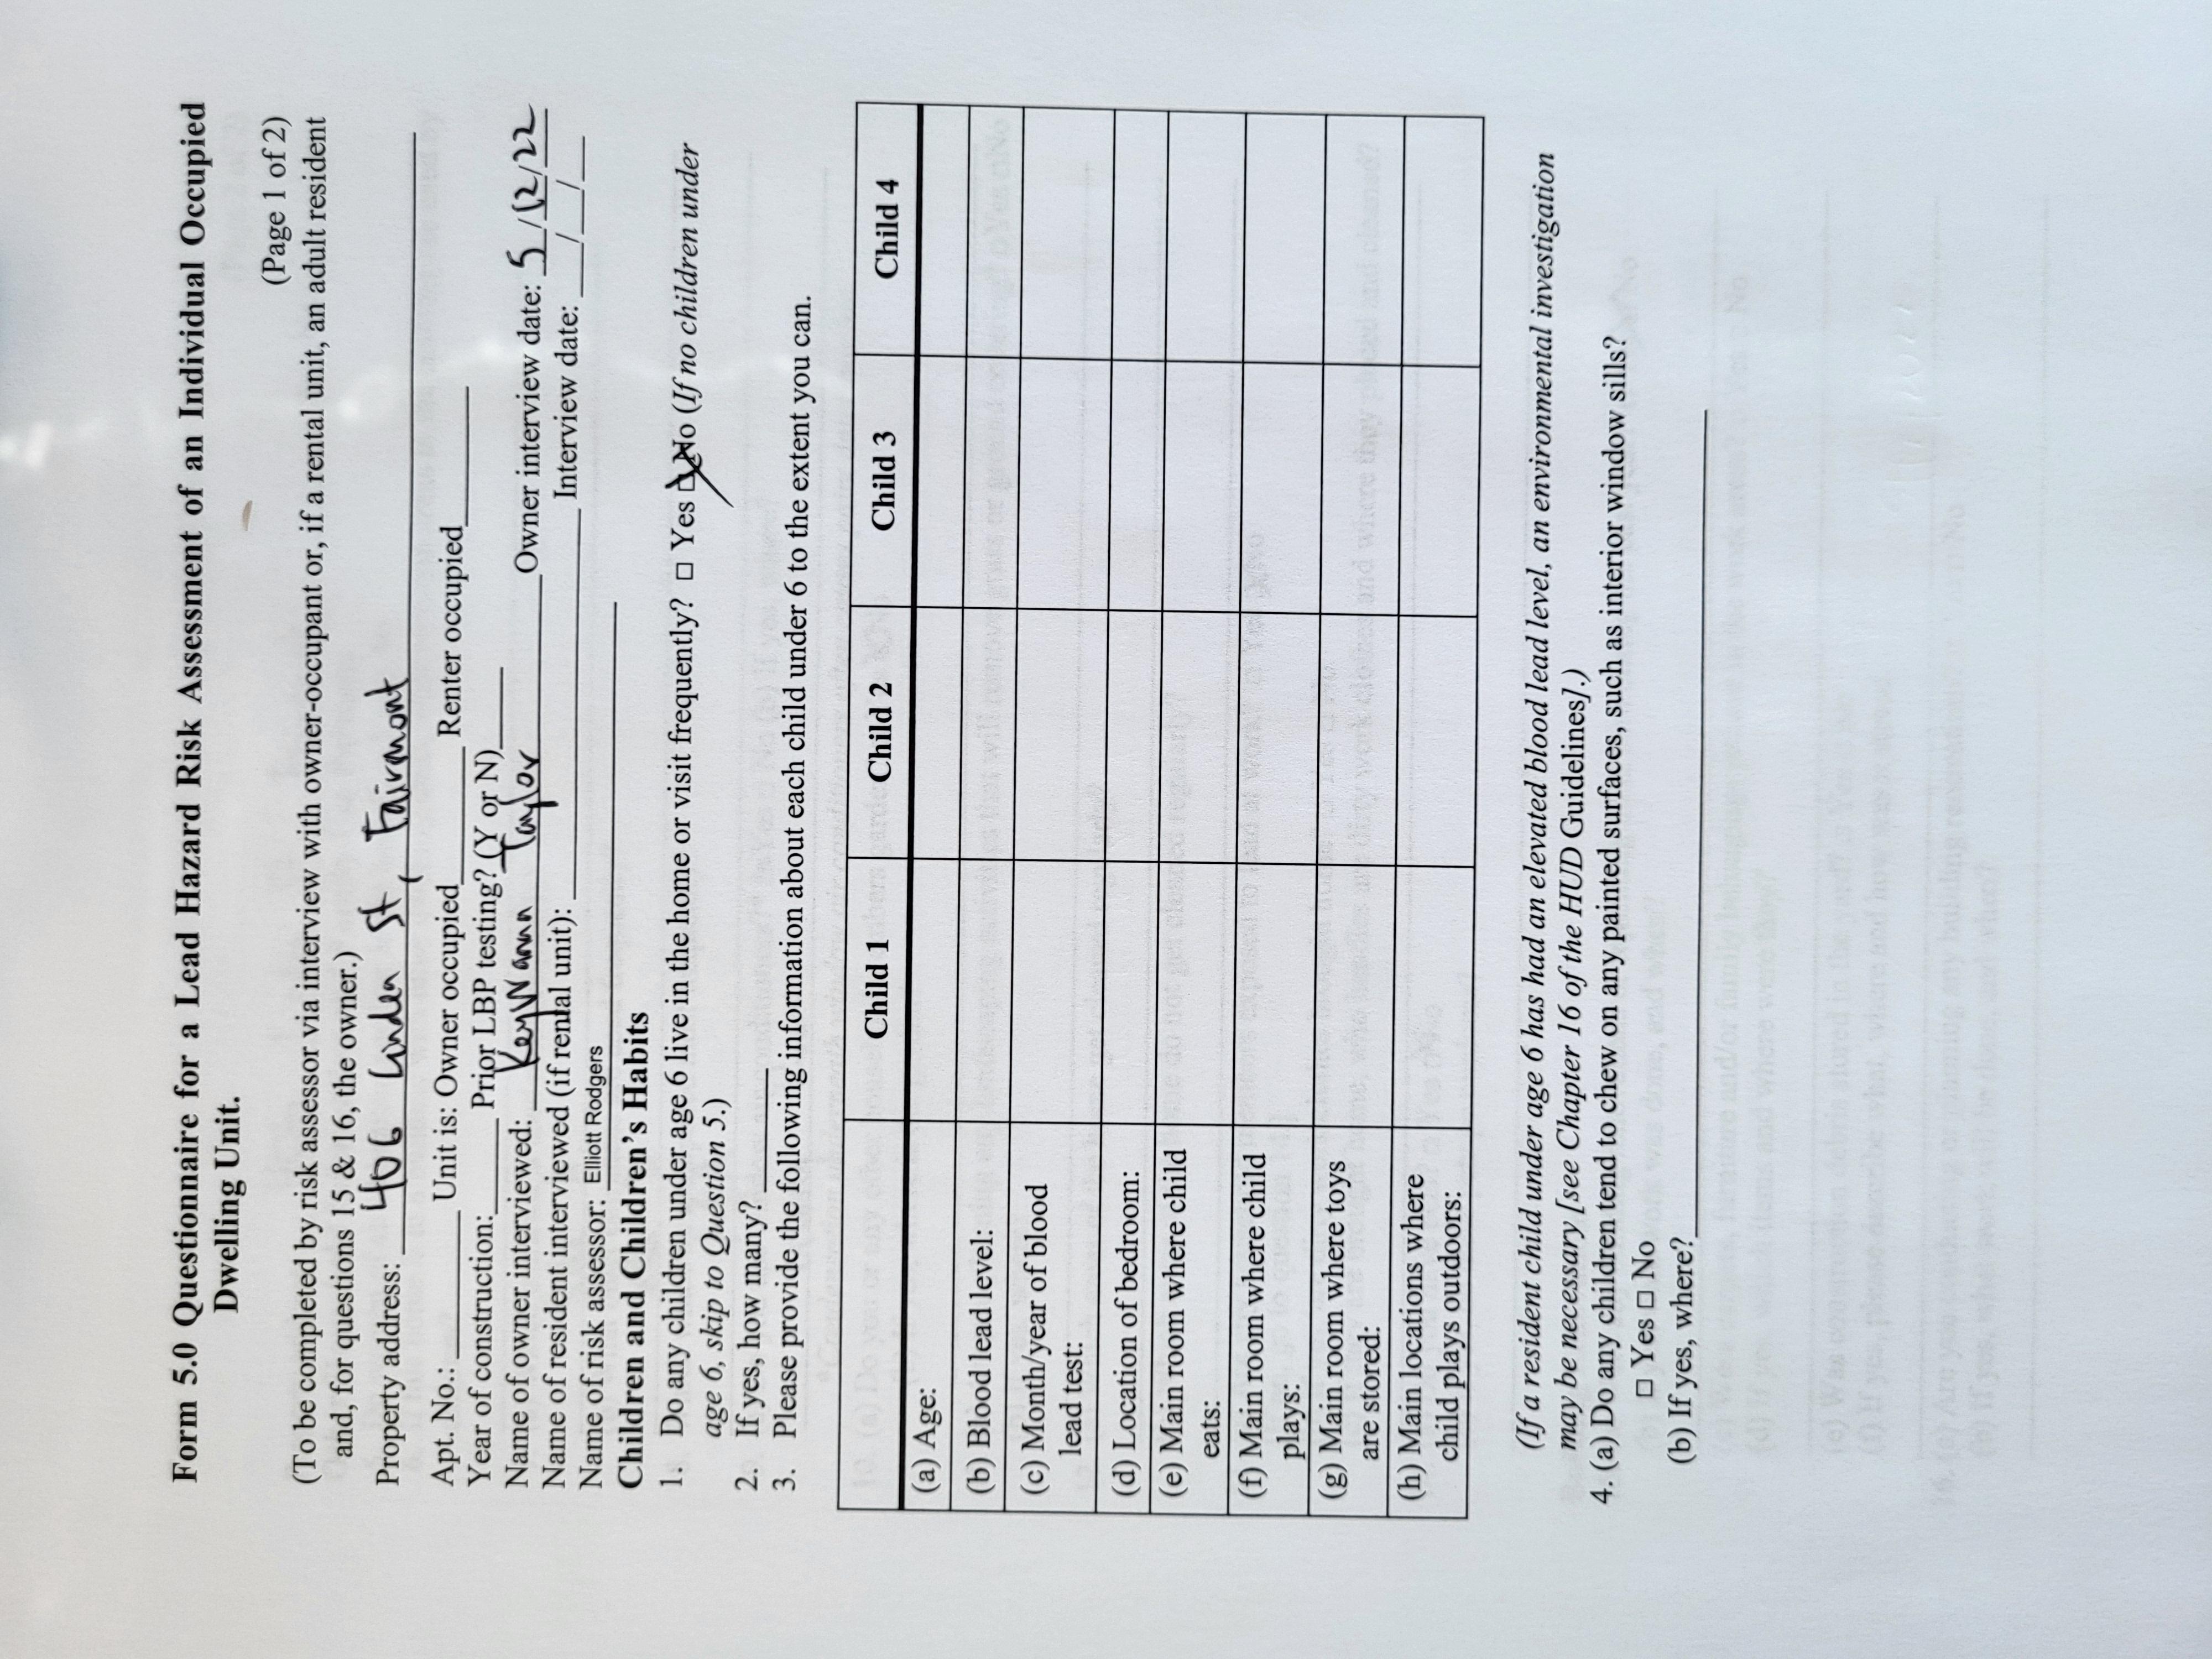 Form 5.0 Questionnaire for a Lead Hazard Risk Assessment of an Individual Occupied
Dwelling Unit.
(Page 1 of 2)
(To be completed by risk assessor via interview with owner-occupant or, if a rental unit, an adult resident
and, for questions 15 & 16, the owner.)
Property address: 406 Linden St, Fairmont
Apt. No.: ______ Unit is: Owner occupied______ Renter occupied______
Year of construction:______ Prior LBP testing? (Y or N)____
Name of owner interviewed: KeyWann Taylor Owner interview date: 5/12/22
Name of resident interviewed (if rental unit): ______ Interview date: __/__/__
Name of risk assessor: Elliott Rodgers
Children and Children's Habits
1. Do any children under age 6 live in the home or visit frequently? □ Yes ☒ No (If no children under
age 6, skip to Question 5.)
2. If yes, how many? ______
3. Please provide the following information about each child under 6 to the extent you can.
Child 1 Child 2 Child 3 Child 4
(a) Age:
(b) Blood lead level:
(c) Month/year of blood
lead test:
(d) Location of bedroom:
(e) Main room where child
eats:
(f) Main room where child
plays:
(g) Main room where toys
are stored:
(h) Main locations where
child plays outdoors:
(If a resident child under age 6 has had an elevated blood lead level, an environmental investigation
may be necessary [see Chapter 16 of the HUD Guidelines].)
4. (a) Do any children tend to chew on any painted surfaces, such as interior window sills?
□ Yes □ No
(b) If yes, where?______